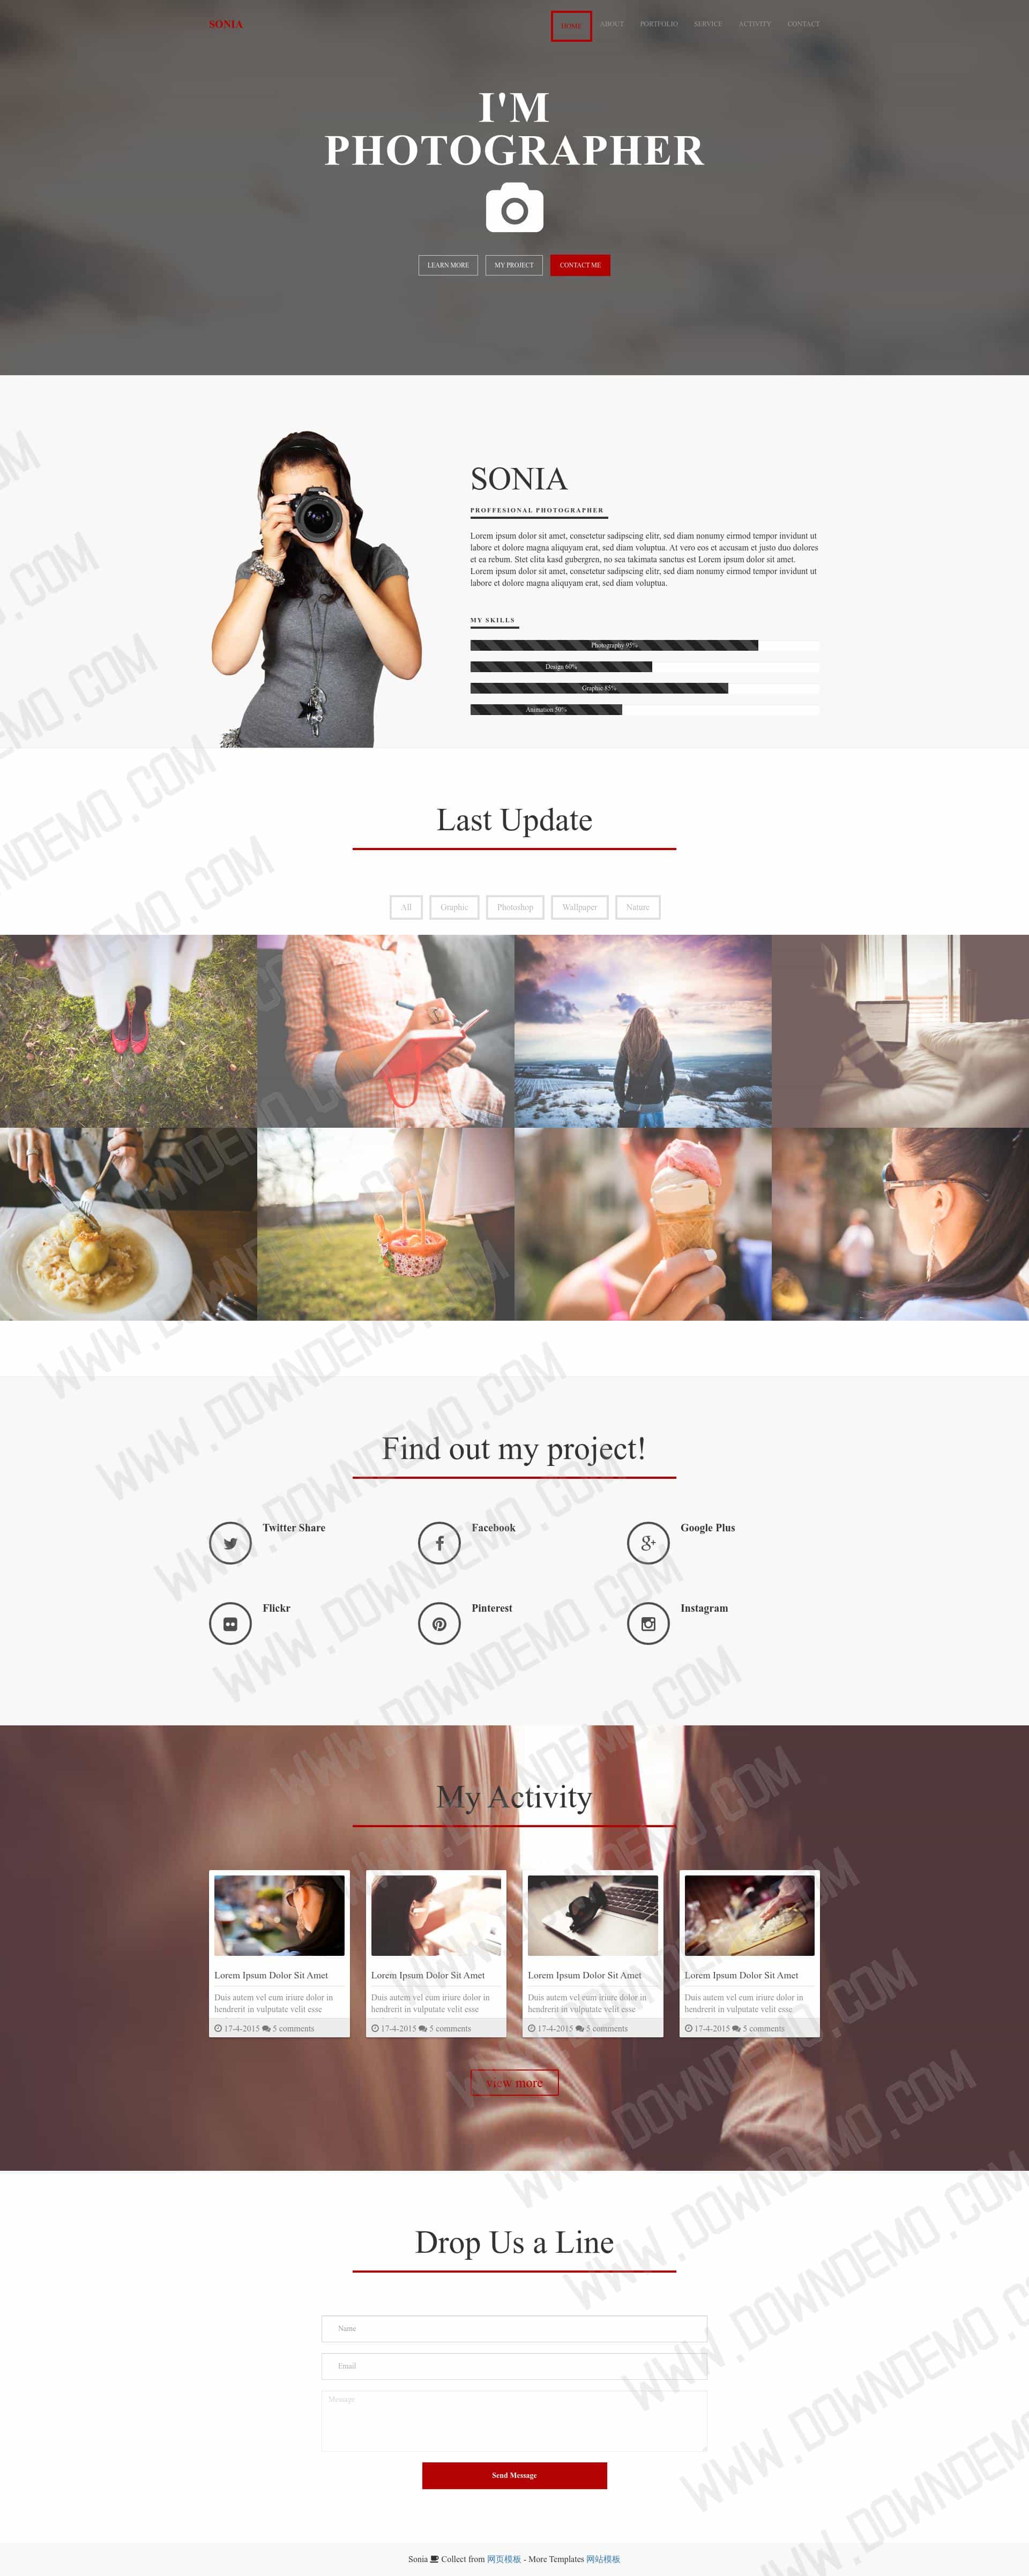 SONIA
HOME ABOUT PORTFOLIO SERVICE ACTIVITY CONTACT
I'M
PHOTOGRAPHER
LEARN MORE MY PROJECT CONTACT ME
SONIA
PROFFESIONAL PHOTOGRAPHER
Lorem ipsum dolor sit amet, consetetur sadipscing elitr, sed diam nonumy eirmod tempor invidunt ut
labore et dolore magna aliquyam erat, sed diam voluptua. At vero eos et accusam et justo duo dolores
et ea rebum. Stet clita kasd gubergren, no sea takimata sanctus est Lorem ipsum dolor sit amet.
Lorem ipsum dolor sit amet, consetetur sadipscing elitr, sed diam nonumy eirmod tempor invidunt ut
labore et dolore magna aliquyam erat, sed diam voluptua.
MY SKILLS
Photography 95%
Design 60%
Graphic 85%
Animation 50%
Last Update
All Graphic Photoshop Wallpaper Nature
Find out my project!
Twitter Share
Facebook
Google Plus
Flickr
Pinterest
Instagram
My Activity
Lorem Ipsum Dolor Sit Amet
Duis autem vel eum iriure dolor in
hendrerit in vulputate velit esse
17-4-2015 5 comments
Lorem Ipsum Dolor Sit Amet
Duis autem vel eum iriure dolor in
hendrerit in vulputate velit esse
17-4-2015 5 comments
Lorem Ipsum Dolor Sit Amet
Duis autem vel eum iriure dolor in
hendrerit in vulputate velit esse
17-4-2015 5 comments
Lorem Ipsum Dolor Sit Amet
Duis autem vel eum iriure dolor in
hendrerit in vulputate velit esse
17-4-2015 5 comments
view more
Drop Us a Line
Name
Email
Message
Send Message
Sonia Collect from 网页模板 - More Templates 网站模板
WWW.DOWNDEMO.COM